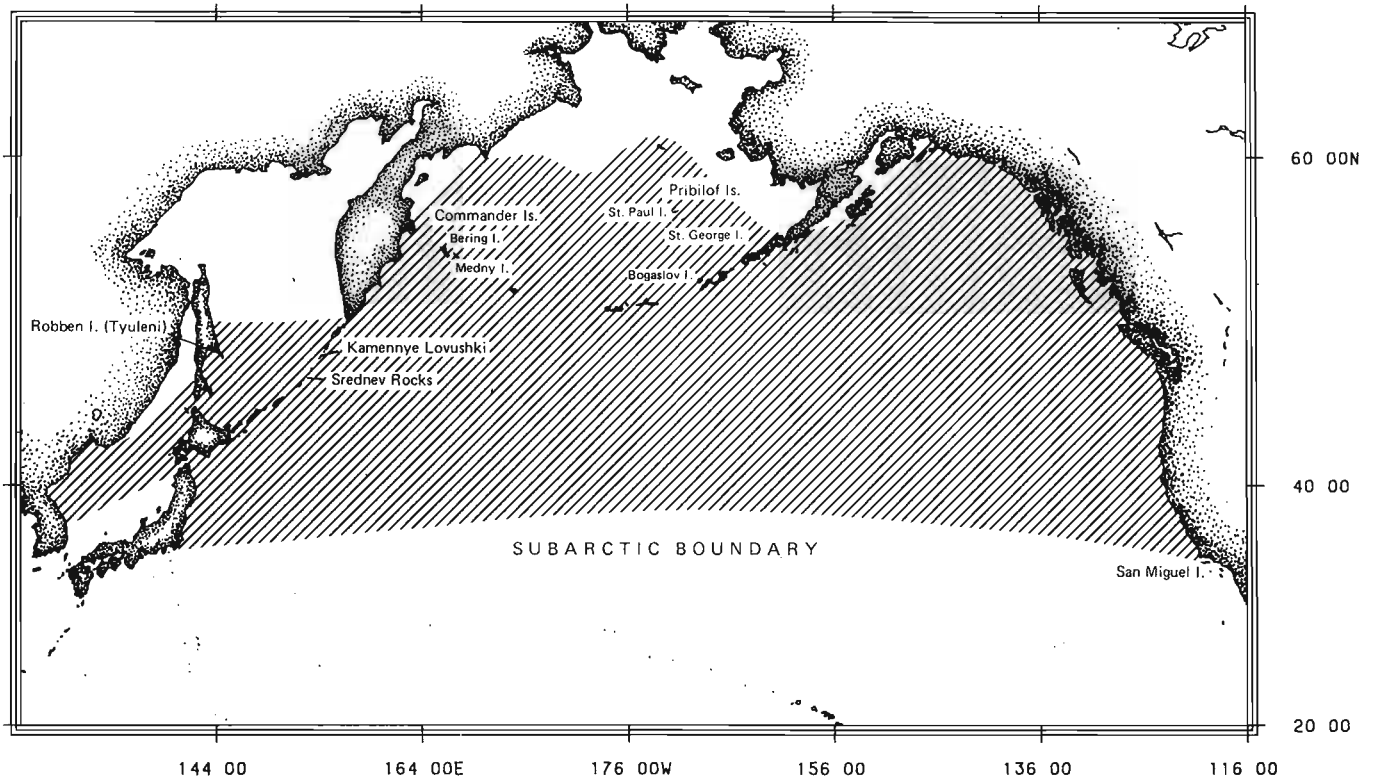 60 00N
Pribilof Is.
St. Paul I.
Commander Is.
St. George I.
Bering I.
Medny I.
Bogaslov I.
Robben I. (Tyuleni)
Kamennye Lovushki
Srednev Rocks
40 00
SUBARCTIC BOUNDARY
San Miguel I.
20 00
144 00
164 00E
176 00W
156 00
136 00
116 00